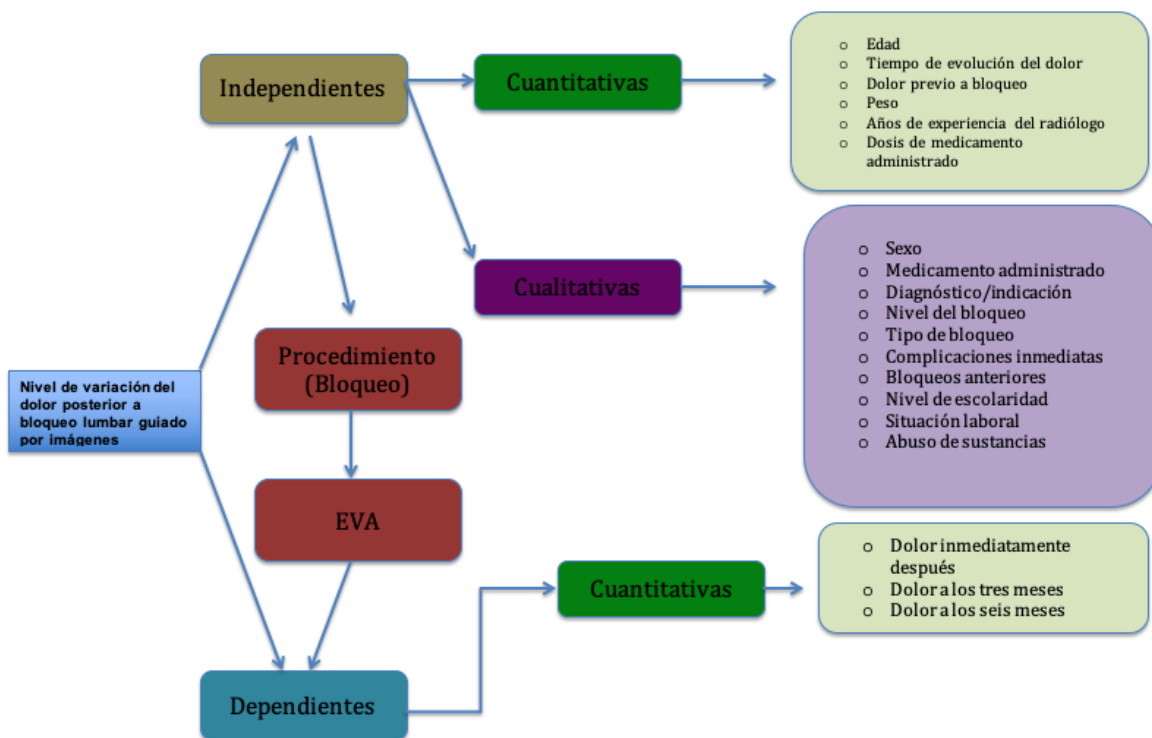 Independientes
Cuantitativas
o Edad
o Tiempo de evolución del dolor
o Dolor previo a bloqueo
o Peso
o Años de experiencia del radiólogo
o Dosis de medicamento
administrado
Cualitativas
o Sexo
o Medicamento administrado
o Diagnóstico/indicación
o Nivel del bloqueo
o Tipo de bloqueo
o Complicaciones inmediatas
o Bloqueos anteriores
o Nivel de escolaridad
o Situación laboral
o Abuso de sustancias
Procedimiento
(Bloqueo)
Nivel de variación del
dolor posterior a
bloqueo lumbar guiado
por imágenes
EVA
Cuantitativas
o Dolor inmediatamente
después
o Dolor a los tres meses
o Dolor a los seis meses
Dependientes